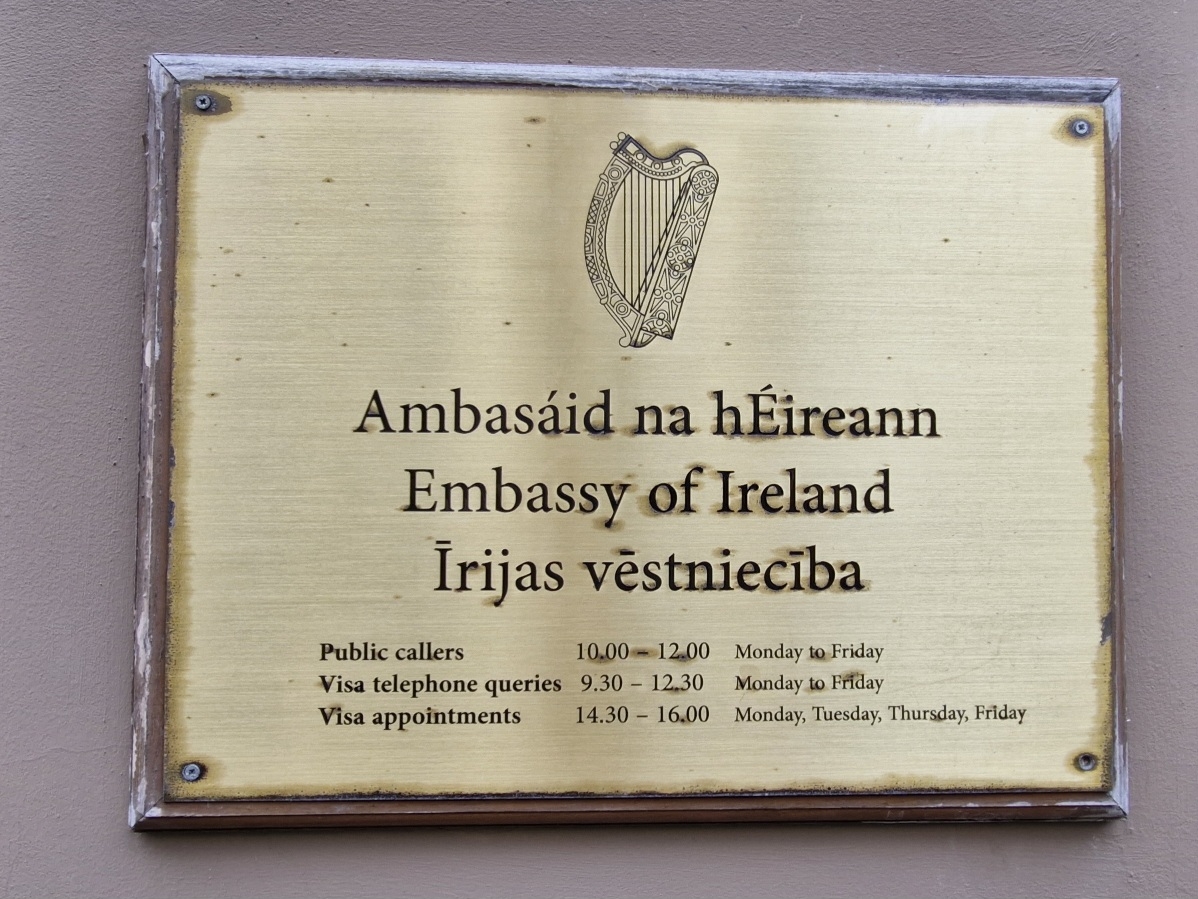 Ambasáid na hÉireann
Embassy of Ireland
Īrijas vēstniecība
Public callers 10.00 – 12.00 Monday to Friday
Visa telephone queries 9.30 – 12.30 Monday to Friday
Visa appointments 14.30 – 16.00 Monday, Tuesday, Thursday, Friday